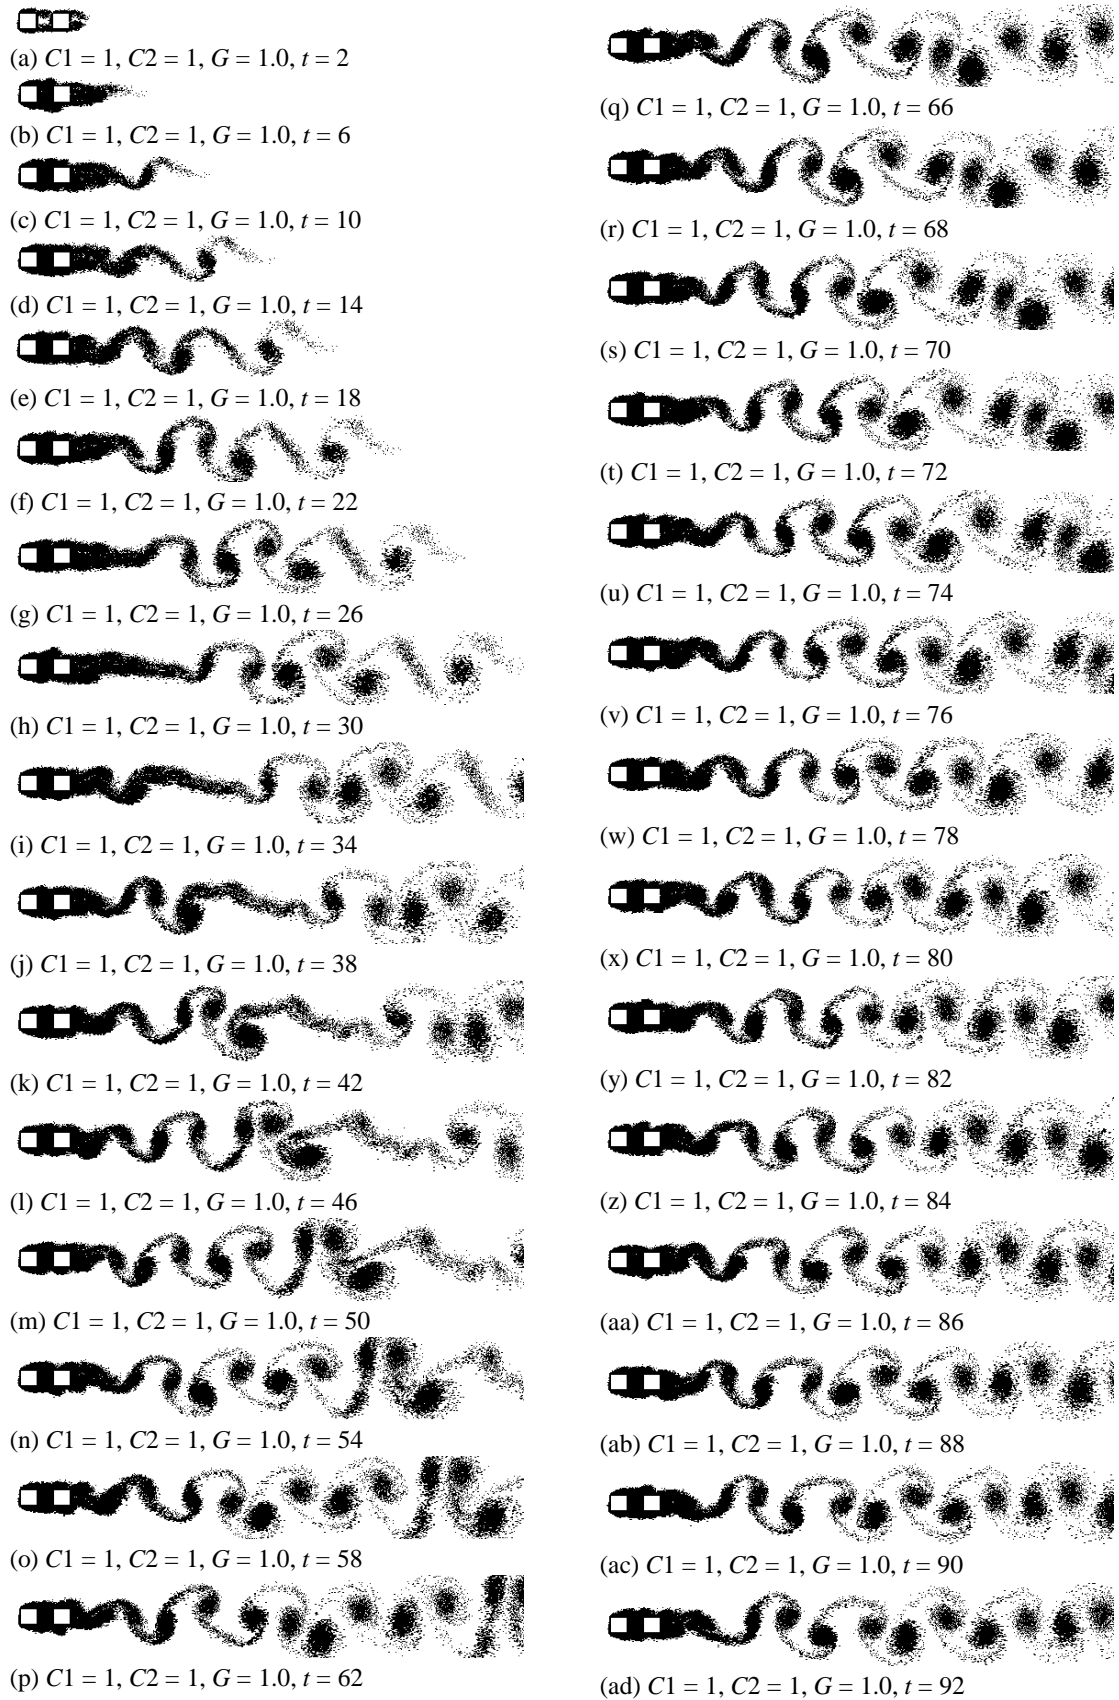 (a) C1 = 1, C2 = 1, G = 1.0, t = 2
(b) C1 = 1, C2 = 1, G = 1.0, t = 6
(c) C1 = 1, C2 = 1, G = 1.0, t = 10
(d) C1 = 1, C2 = 1, G = 1.0, t = 14
(e) C1 = 1, C2 = 1, G = 1.0, t = 18
(f) C1 = 1, C2 = 1, G = 1.0, t = 22
(g) C1 = 1, C2 = 1, G = 1.0, t = 26
(h) C1 = 1, C2 = 1, G = 1.0, t = 30
(i) C1 = 1, C2 = 1, G = 1.0, t = 34
(j) C1 = 1, C2 = 1, G = 1.0, t = 38
(k) C1 = 1, C2 = 1, G = 1.0, t = 42
(l) C1 = 1, C2 = 1, G = 1.0, t = 46
(m) C1 = 1, C2 = 1, G = 1.0, t = 50
(n) C1 = 1, C2 = 1, G = 1.0, t = 54
(o) C1 = 1, C2 = 1, G = 1.0, t = 58
(p) C1 = 1, C2 = 1, G = 1.0, t = 62
(q) C1 = 1, C2 = 1, G = 1.0, t = 66
(r) C1 = 1, C2 = 1, G = 1.0, t = 68
(s) C1 = 1, C2 = 1, G = 1.0, t = 70
(t) C1 = 1, C2 = 1, G = 1.0, t = 72
(u) C1 = 1, C2 = 1, G = 1.0, t = 74
(v) C1 = 1, C2 = 1, G = 1.0, t = 76
(w) C1 = 1, C2 = 1, G = 1.0, t = 78
(x) C1 = 1, C2 = 1, G = 1.0, t = 80
(y) C1 = 1, C2 = 1, G = 1.0, t = 82
(z) C1 = 1, C2 = 1, G = 1.0, t = 84
(aa) C1 = 1, C2 = 1, G = 1.0, t = 86
(ab) C1 = 1, C2 = 1, G = 1.0, t = 88
(ac) C1 = 1, C2 = 1, G = 1.0, t = 90
(ad) C1 = 1, C2 = 1, G = 1.0, t = 92